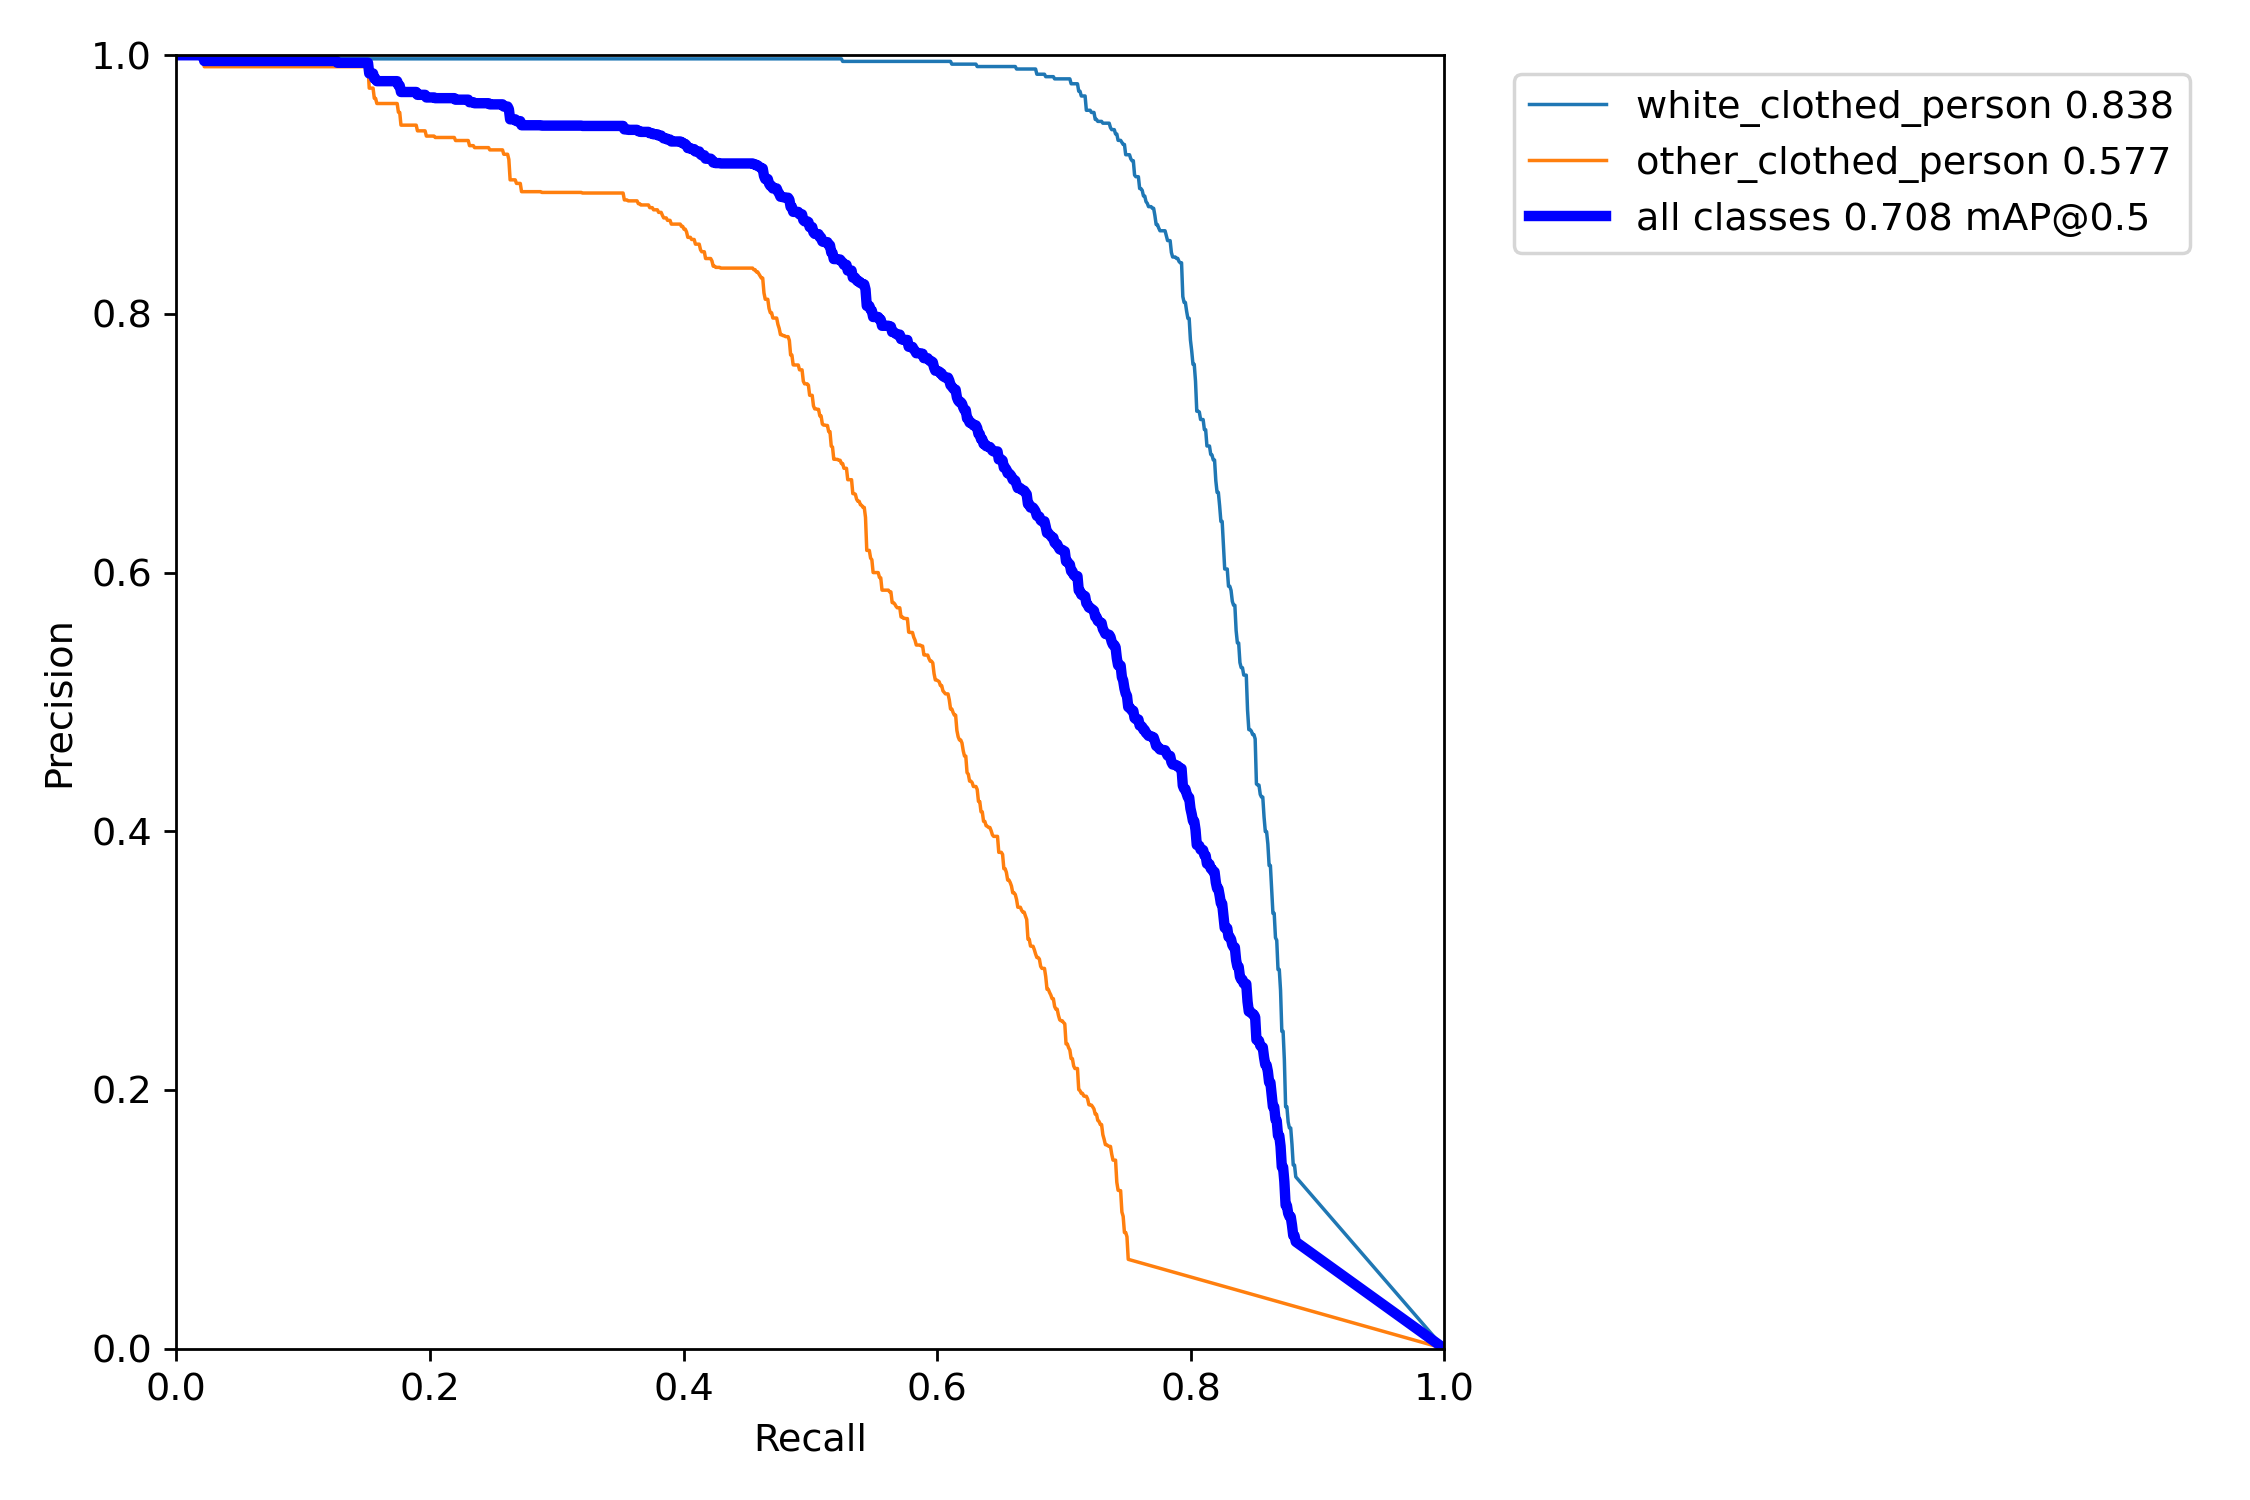 white_clothed_person 0.838
other_clothed_person 0.577
all classes 0.708 mAP@0.5
Precision
1.0
0.8
0.6
0.4
0.2
0.0
0.0 0.2 0.4 0.6 0.8 1.0
Recall